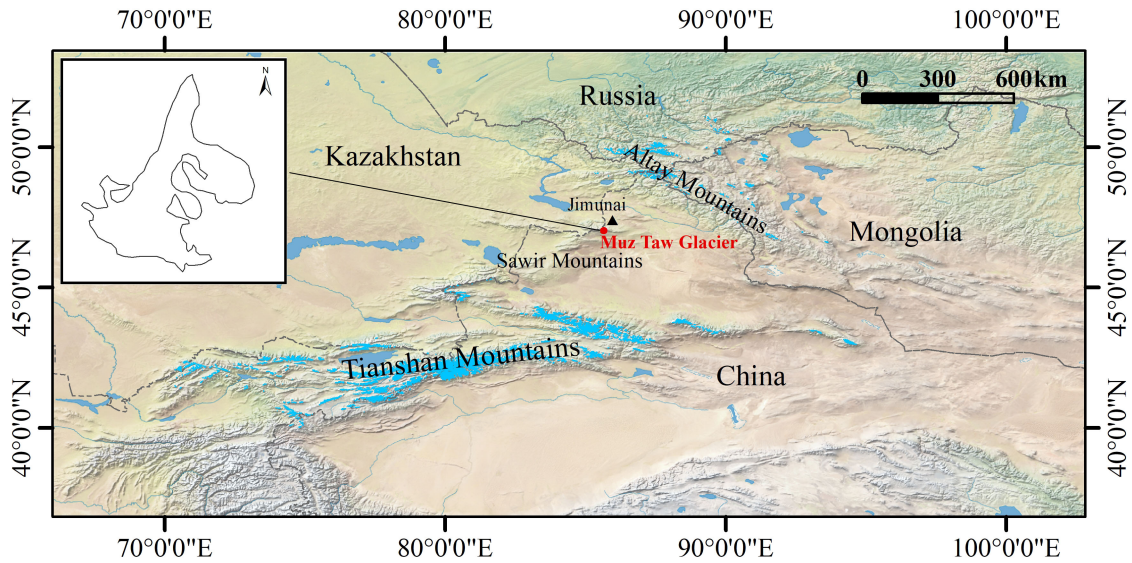 70°0'0"E
80°0'0"E
90°0'0"E
100°0'0"E
N
0 300 600km
Russia
50°0'0"N
50°0'0"N
Kazakhstan
Altay Mountains
Jimunai
Muz Taw Glacier
Mongolia
Sawir Mountains
45°0'0"N
45°0'0"N
Tianshan Mountains
China
40°0'0"N
40°0'0"N
70°0'0"E
80°0'0"E
90°0'0"E
100°0'0"E